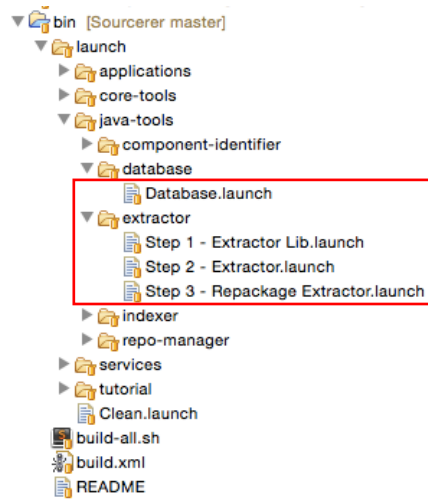 bin [Sourcerer master]
launch
applications
core-tools
java-tools
component-identifier
database
Database.launch
extractor
Step 1 - Extractor Lib.launch
Step 2 - Extractor.launch
Step 3 - Repackage Extractor.launch
indexer
repo-manager
services
tutorial
Clean.launch
build-all.sh
build.xml
README